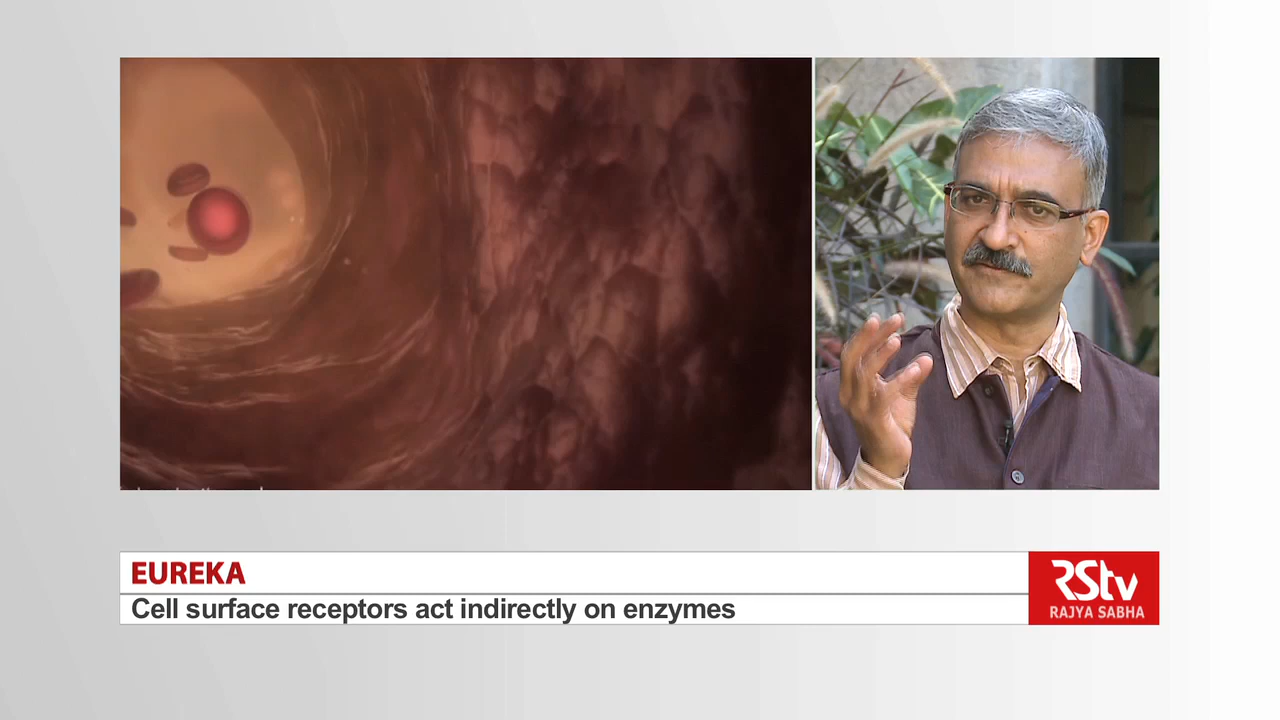 EUREKA
Cell surface receptors act indirectly on enzymes
RStv
RAJYA SABHA